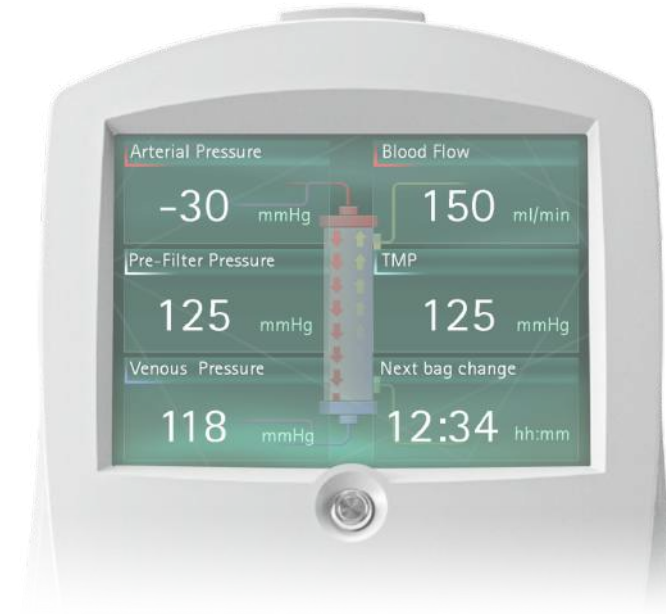 Arterial Pressure
-30 mmHg
Blood Flow
150 ml/min
Pre-Filter Pressure
125 mmHg
TMP
125 mmHg
Venous Pressure
118 mmHg
Next bag change
12:34 hh:mm